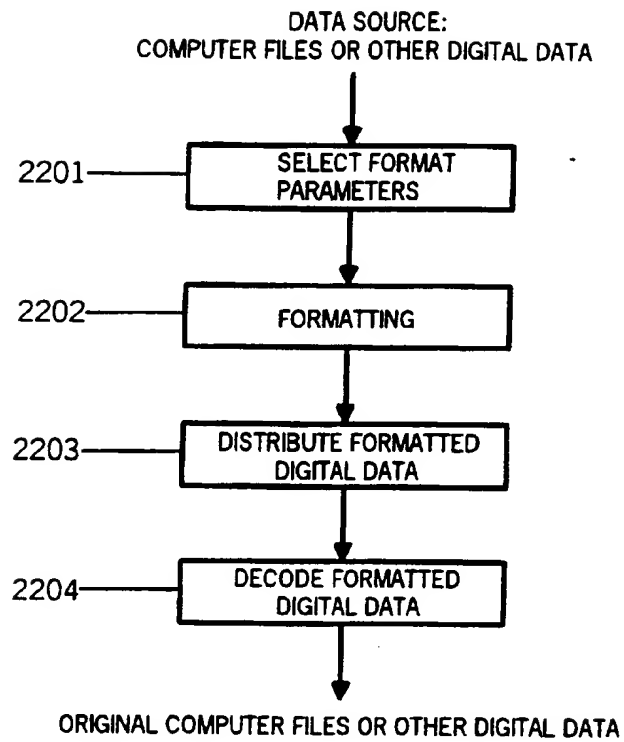 DATA SOURCE:
COMPUTER FILES OR OTHER DIGITAL DATA
2201
SELECT FORMAT
PARAMETERS
2202
FORMATTING
2203
DISTRIBUTE FORMATTED
DIGITAL DATA
2204
DECODE FORMATTED
DIGITAL DATA
ORIGINAL COMPUTER FILES OR OTHER DIGITAL DATA